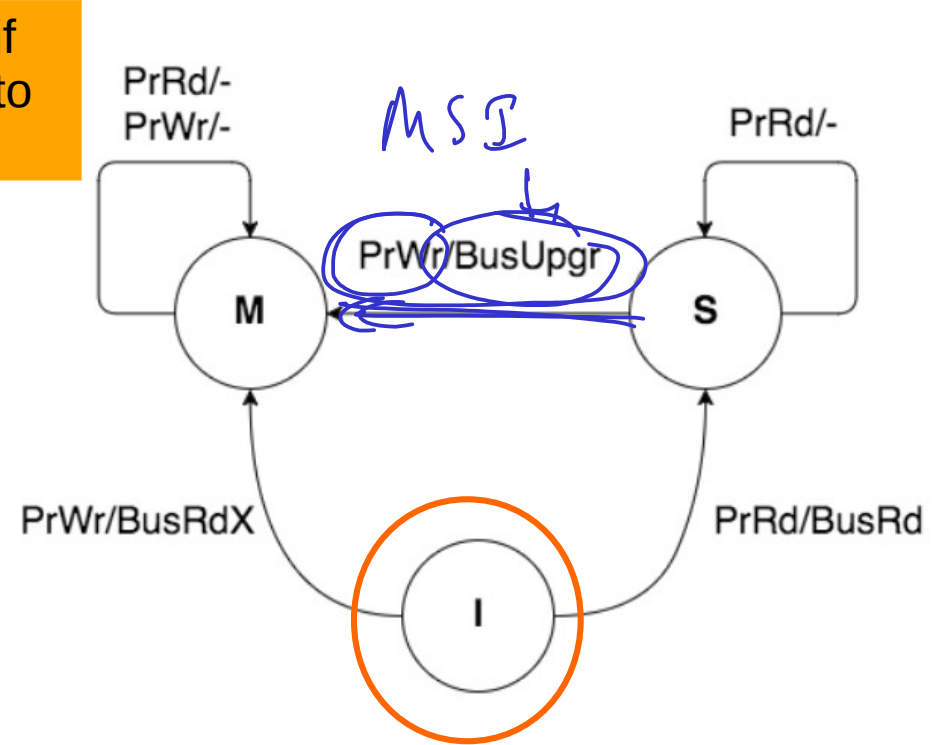 f
to
PrRd/-
PrWr/-
MSI
PrRd/-
PrWr/BusUpgr
M
S
PrWr/BusRdX
PrRd/BusRd
I